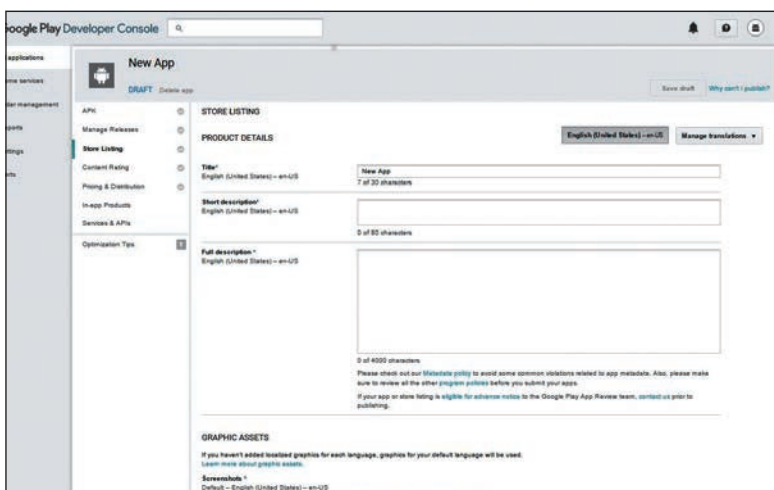 Google Play Developer Console
applications
New App
services
DRAFT Delete app
Save draft
Why can't I publish?
management
APK
Manage Releases
Store Listing
Content Rating
Pricing & Distribution
In-app Products
Services & APIs
Optimization Tips
STORE LISTING
PRODUCT DETAILS
English (United States) – en-US
Manage translations
Title*
English (United States) – en-US
New App
7 of 30 characters
Short description*
English (United States) – en-US
0 of 80 characters
Full description *
English (United States) – en-US
0 of 4000 characters
Please check out our Metadata policy to avoid some common violations related to app metadata. Also, please make
sure to review all the other program policies before you submit your apps.
If your app or store listing is eligible for advance notice to the Google Play App Review team, contact us prior to
publishing.
GRAPHIC ASSETS
If you haven't added localized graphics for each language, graphics for your default language will be used.
Learn more about graphic assets.
Screenshots *
Default – English (United States) – en-US